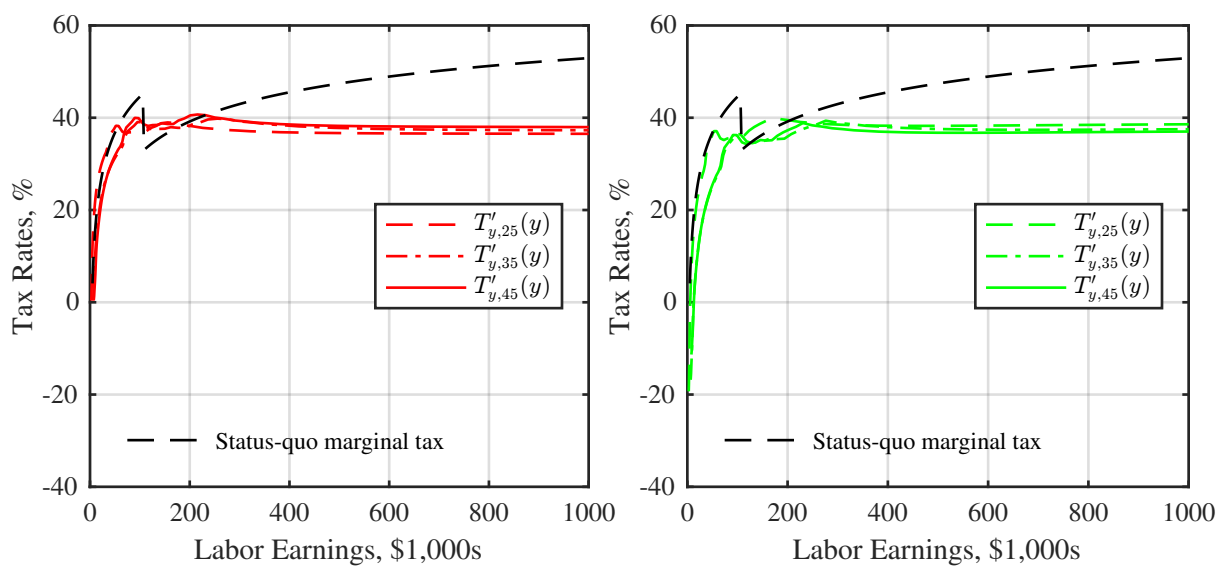 60
40
20
0
-20
-40
Tax Rates, %
0
200
400
600
800
1000
Labor Earnings, $1,000s
T′y,25(y)
T′y,35(y)
T′y,45(y)
Status-quo marginal tax
60
40
20
0
-20
-40
Tax Rates, %
0
200
400
600
800
1000
Labor Earnings, $1,000s
T′y,25(y)
T′y,35(y)
T′y,45(y)
Status-quo marginal tax